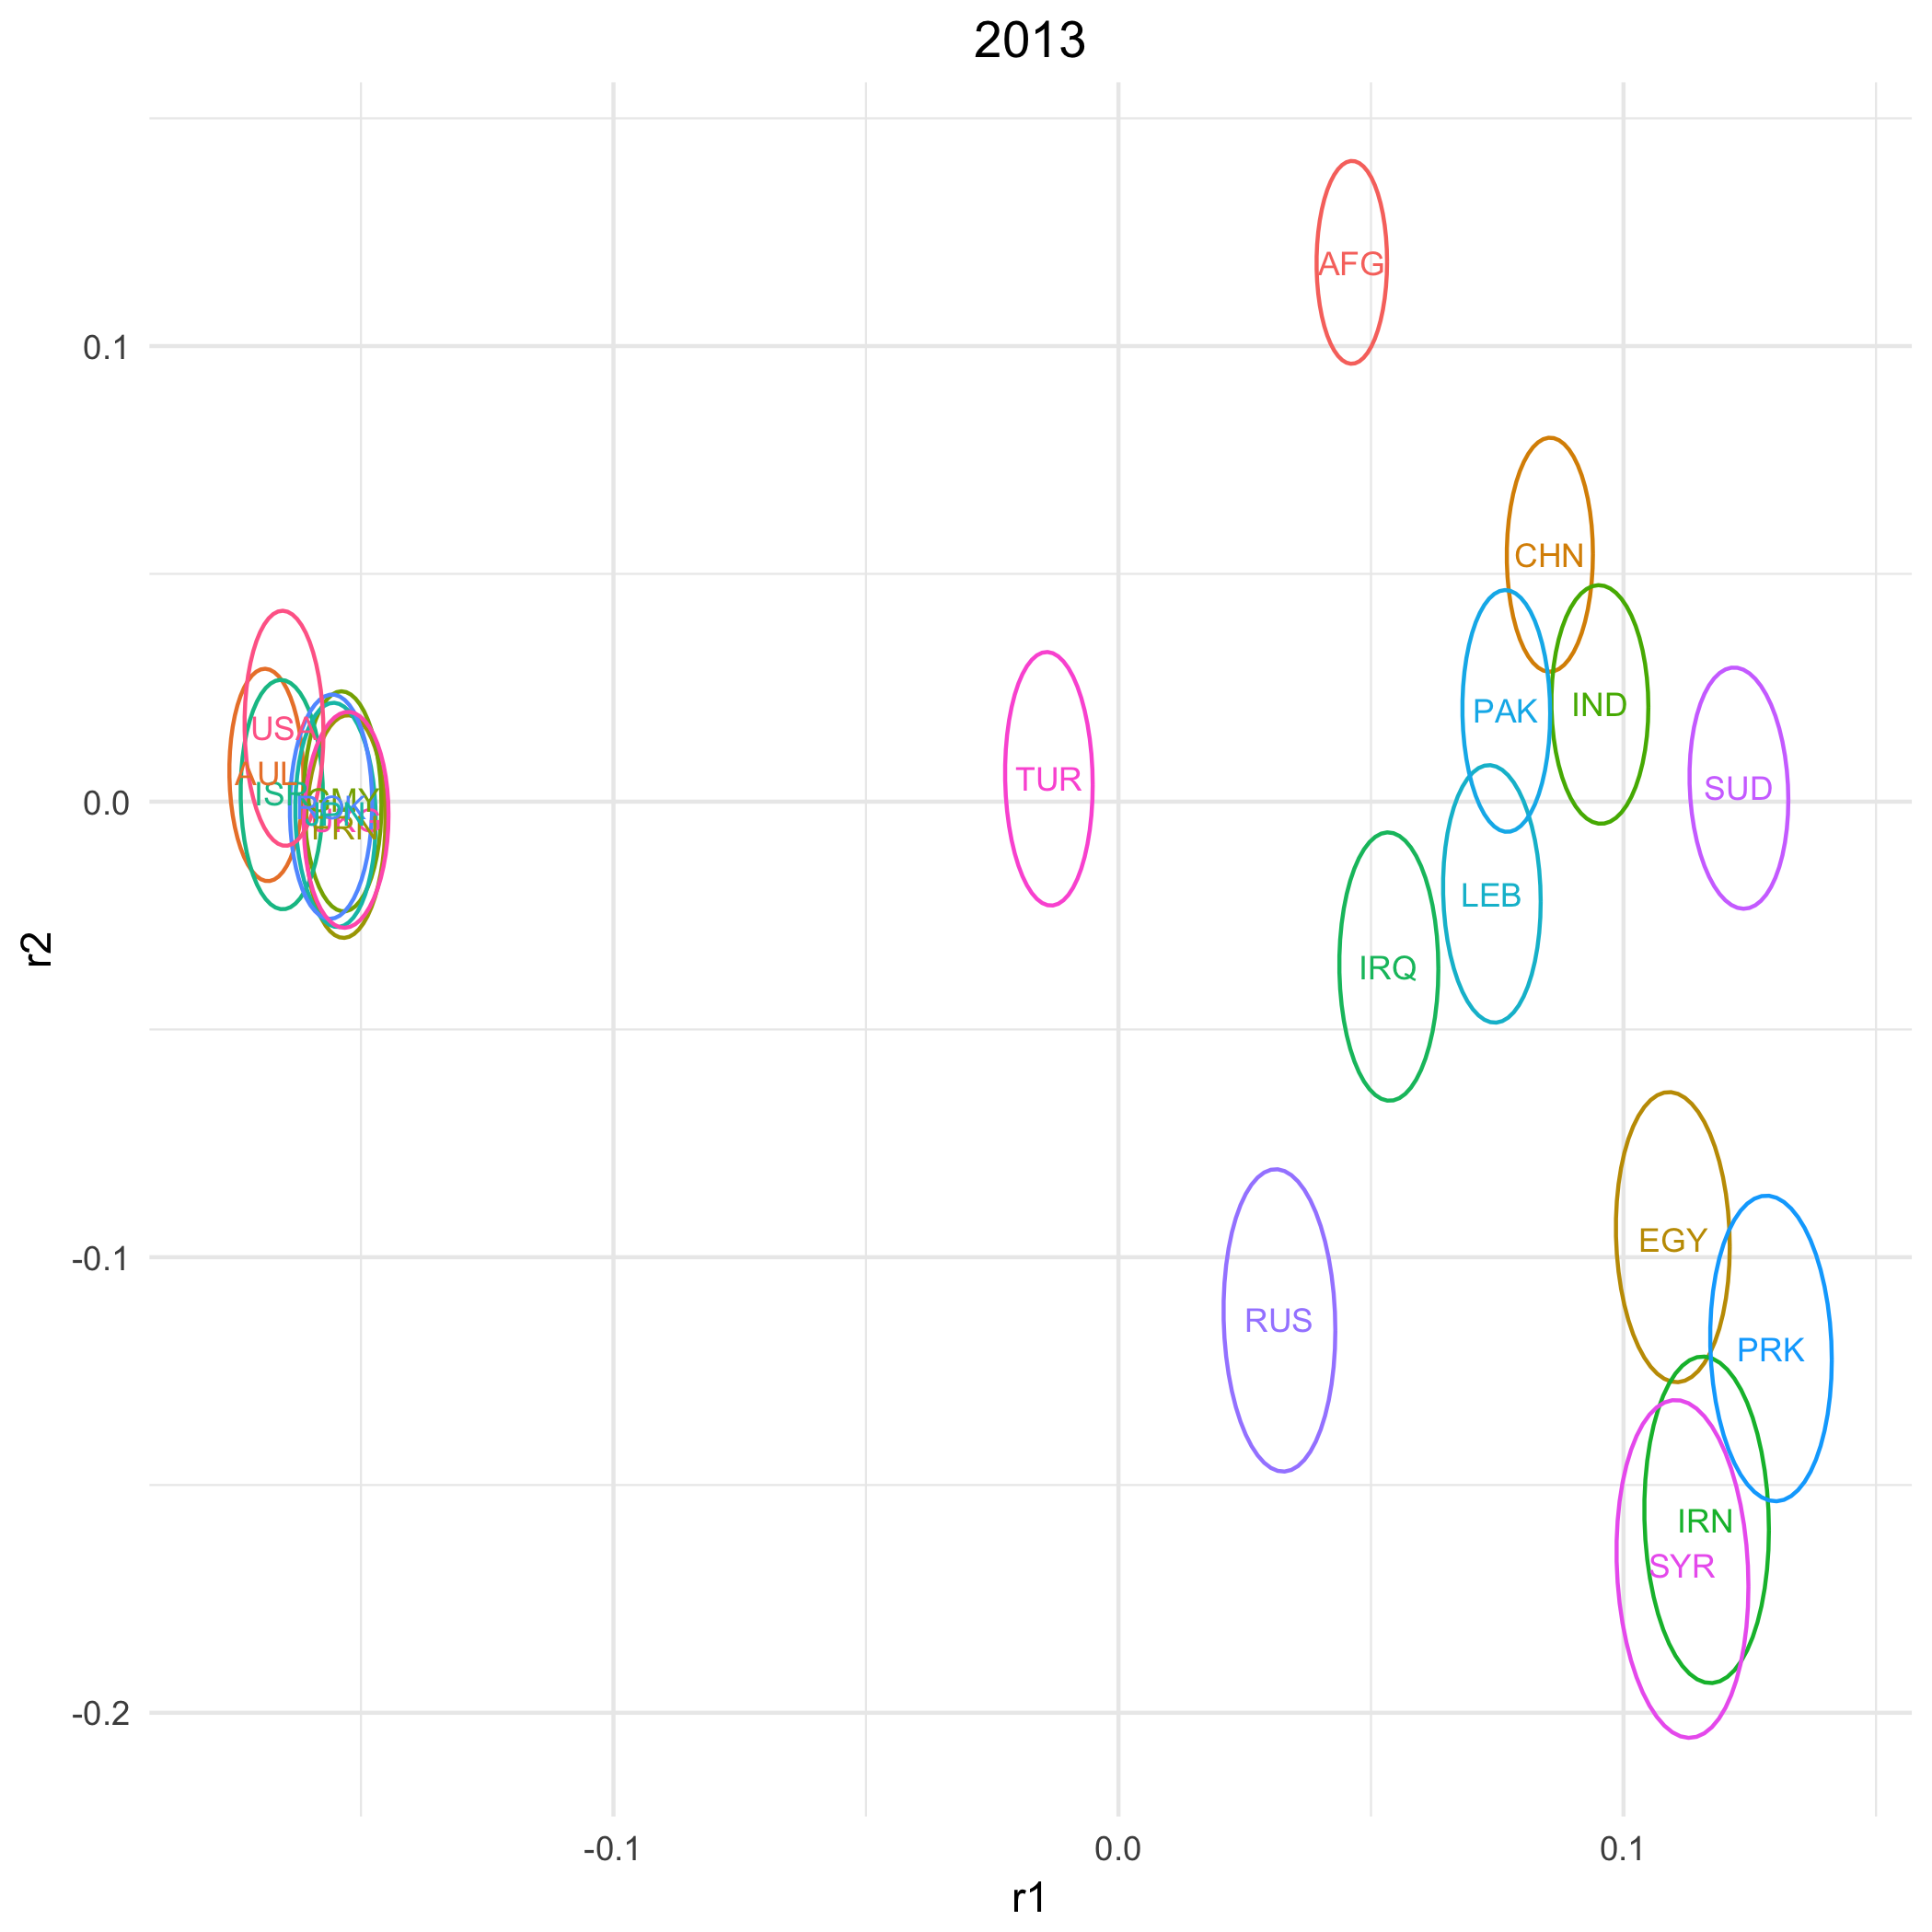 2013
AFG
0.1
CHN
PAK
IND
USA
TUR
SUD
AUL
ISR
0.0
LEB
r2
IRQ
-0.1
EGY
RUS
PRK
IRN
SYR
-0.2
-0.1
0.0
0.1
r1